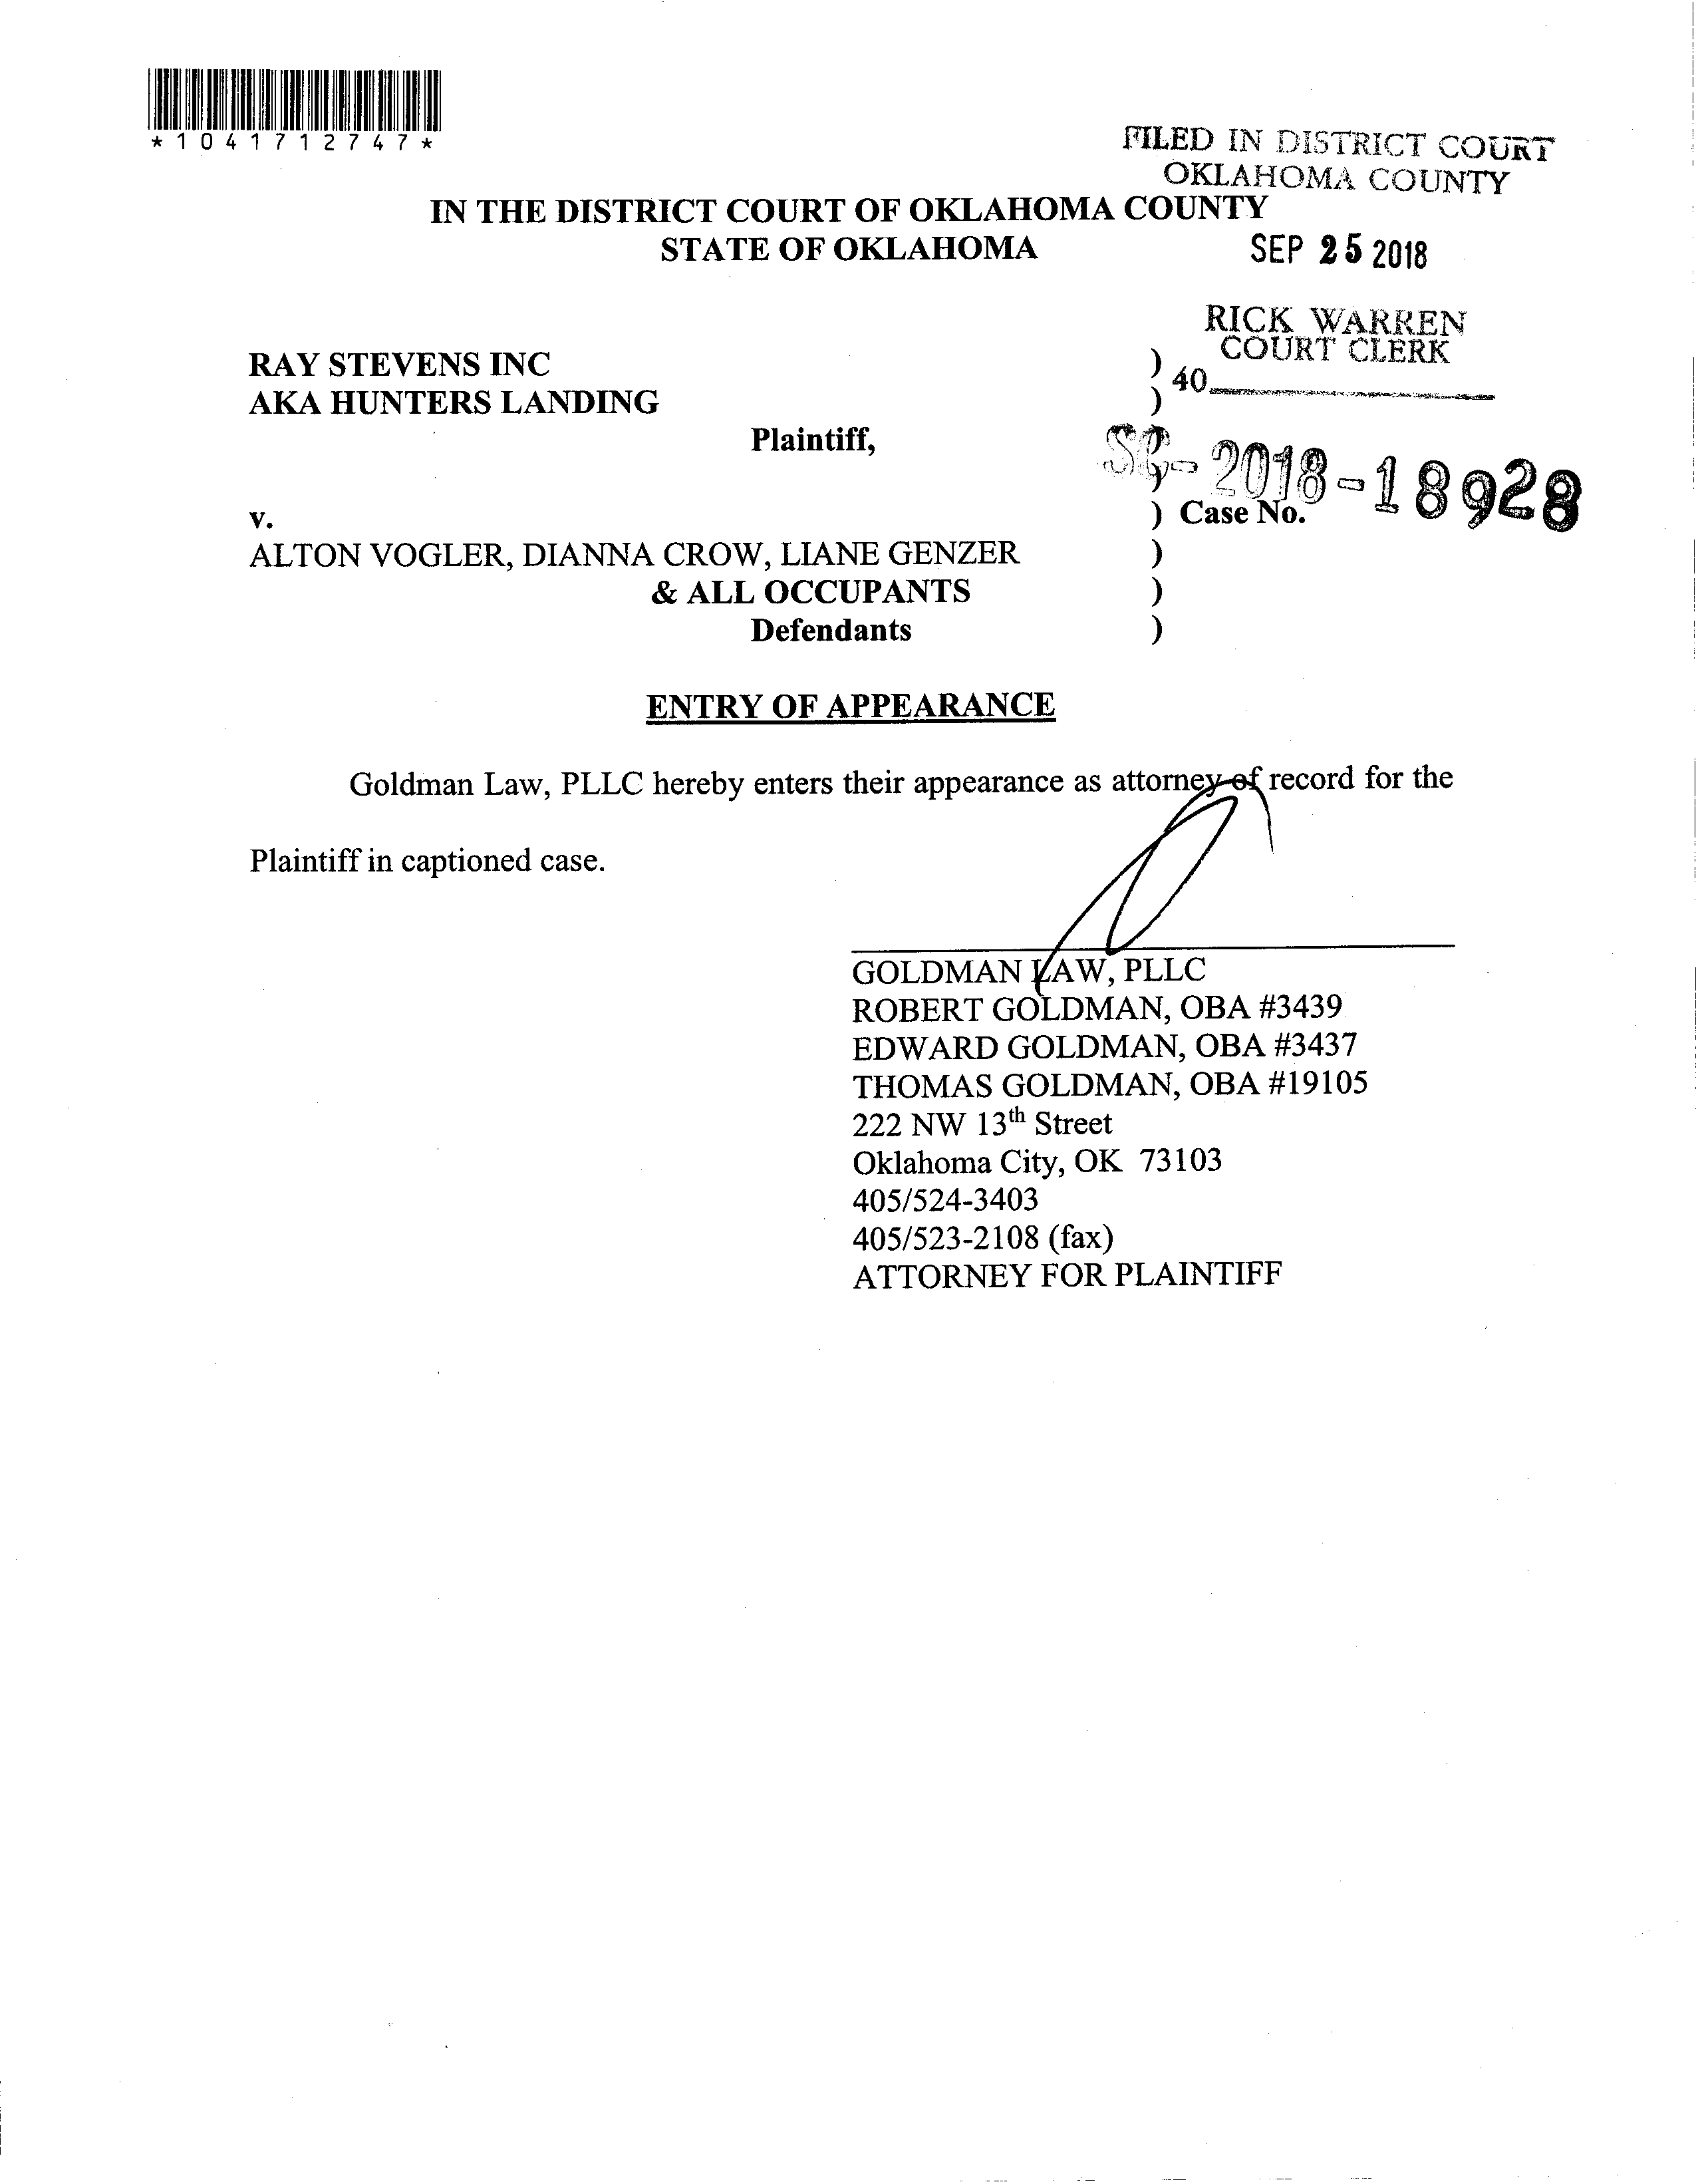 *1041712747*
FILED IN DISTRICT COURT
OKLAHOMA COUNTY
IN THE DISTRICT COURT OF OKLAHOMA COUNTY
STATE OF OKLAHOMA
SEP 25 2018
RICK WARREN
COURT CLERK
40
RAY STEVENS INC )
AKA HUNTERS LANDING )
Plaintiff,
SC-2018-18928
v. ) Case No.
ALTON VOGLER, DIANNA CROW, LIANE GENZER )
& ALL OCCUPANTS )
Defendants )
ENTRY OF APPEARANCE
Goldman Law, PLLC hereby enters their appearance as attorney of record for the
Plaintiff in captioned case.
GOLDMAN LAW, PLLC
ROBERT GOLDMAN, OBA #3439
EDWARD GOLDMAN, OBA #3437
THOMAS GOLDMAN, OBA #19105
222 NW 13th Street
Oklahoma City, OK 73103
405/524-3403
405/523-2108 (fax)
ATTORNEY FOR PLAINTIFF